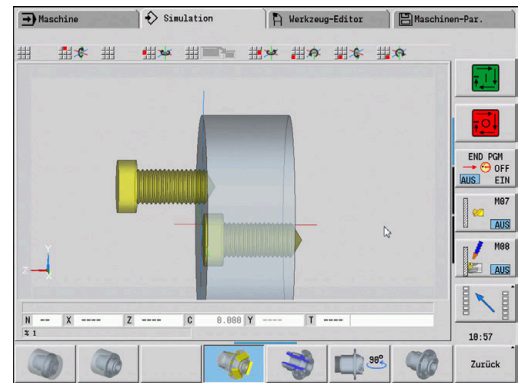 Maschine
Simulation
Werkzeug-Editor
Maschinen-Par.
END PGM
OFF
AUS EIN
M07
AUS
M08
AUS
Y
Z
X
N -- X ---- Z ---- C 0.000 Y ---- T ----
% 1
10:57
90°
Zurück